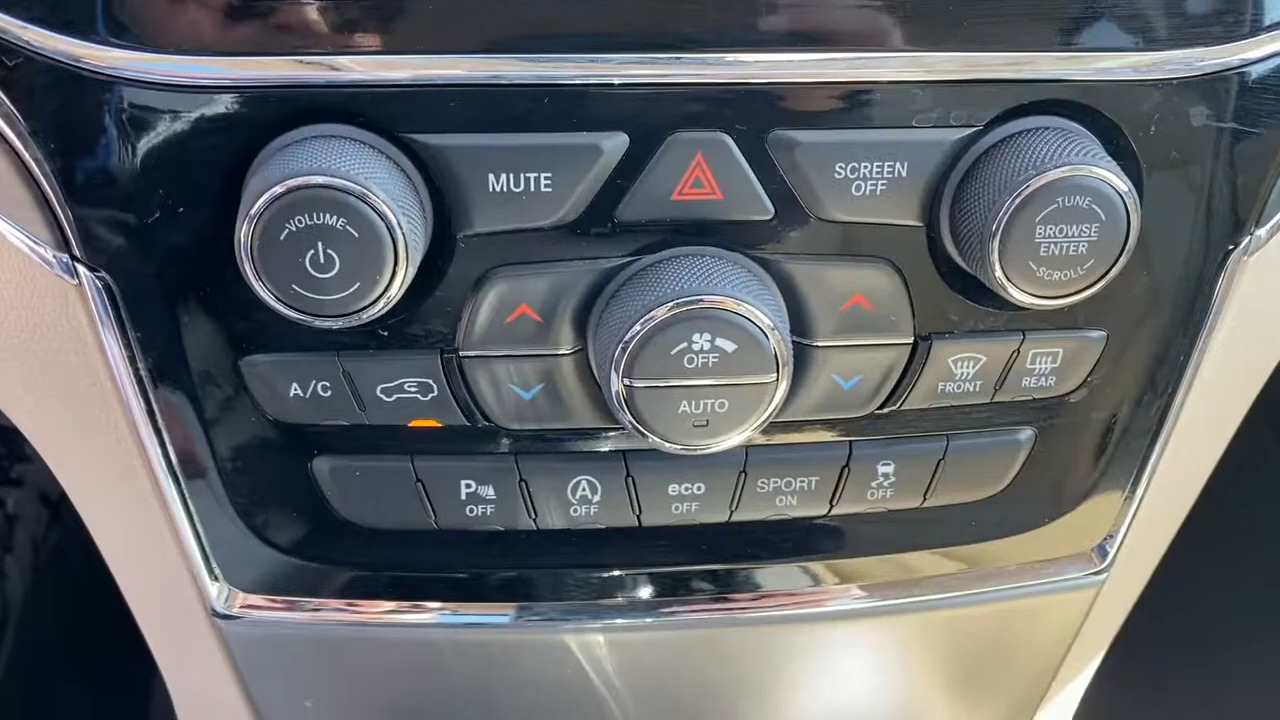 MUTE
SCREEN
OFF
VOLUME
TUNE
BROWSE
ENTER
SCROLL
OFF
AUTO
A/C
FRONT
REAR
P
OFF
A
OFF
eco
OFF
SPORT
ON
OFF